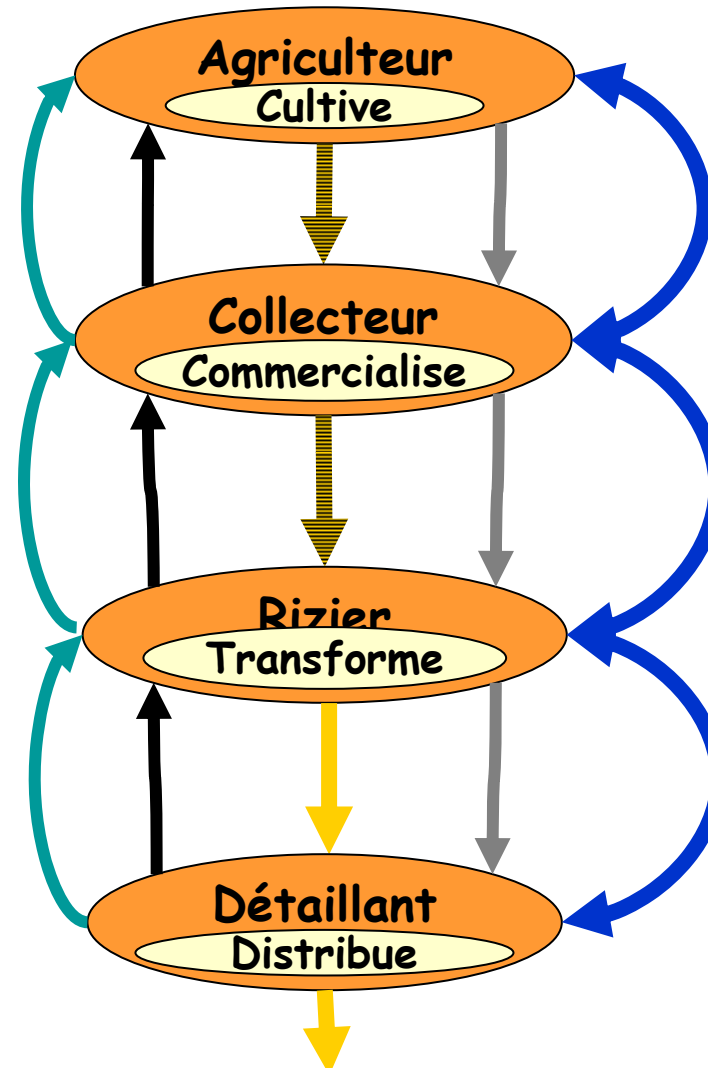 Agriculteur
Cultive
Collecteur
Commercialise
Rizier
Transforme
Détaillant
Distribue